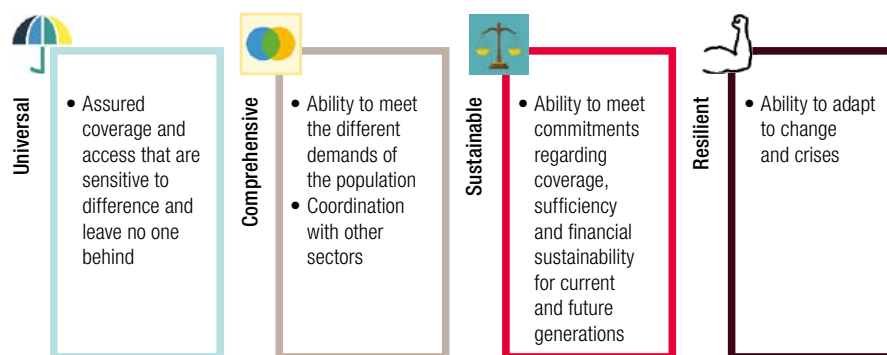 Universal
• Assured
coverage and
access that are
sensitive to
difference and
leave no one
behind
Comprehensive
• Ability to meet
the different
demands of
the population
• Coordination
with other
sectors
Sustainable
• Ability to meet
commitments
regarding
coverage,
sufficiency
and financial
sustainability
for current
and future
generations
Resilient
• Ability to adapt
to change
and crises